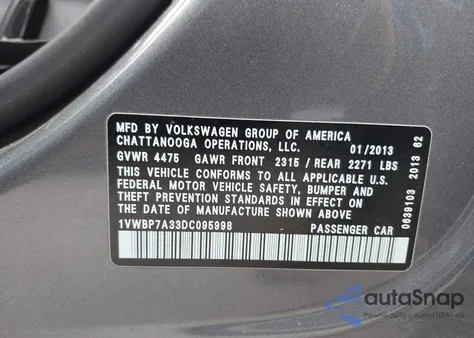 MFD BY VOLKSWAGEN GROUP OF AMERICA
CHATTANOOGA OPERATIONS, LLC. 01/2013
GVWR 4475 GAWR FRONT 2315 / REAR 2271 LBS
THIS VEHICLE CONFORMS TO ALL APPLICABLE U.S.
FEDERAL MOTOR VEHICLE SAFETY, BUMPER AND
THEFT PREVENTION STANDARDS IN EFFECT ON THE
DATE OF MANUFACTURE SHOWN ABOVE.
1VWBP7A33DC095998 PASSENGER CAR
0639103 2013 62
autoSnap